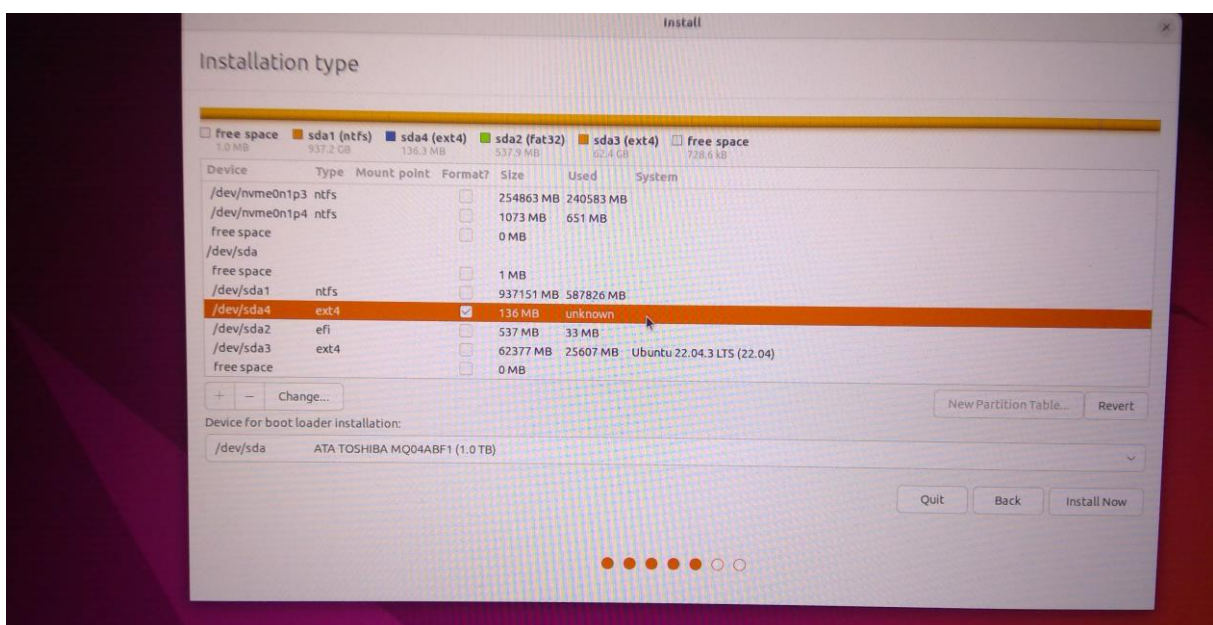 Install
Installation type
free space sda1 (ntfs) sda4 (ext4) sda2 (fat32) sda3 (ext4) free space
1.0 MB 937.2 GB 136.3 MB 537.9 MB 62.4 GB 728.6 kB
Device Type Mount point Format? Size Used System
/dev/nvme0n1p3 ntfs 254863 MB 240583 MB
/dev/nvme0n1p4 ntfs 1073 MB 651 MB
free space 0 MB
/dev/sda
free space 1 MB
/dev/sda1 ntfs 937151 MB 587826 MB
/dev/sda4 ext4 136 MB unknown
/dev/sda2 efi 537 MB 33 MB
/dev/sda3 ext4 62377 MB 25607 MB Ubuntu 22.04.3 LTS (22.04)
free space 0 MB
+ - Change...
New Partition Table... Revert
Device for boot loader installation:
/dev/sda ATA TOSHIBA MQ04ABF1 (1.0 TB)
Quit Back Install Now